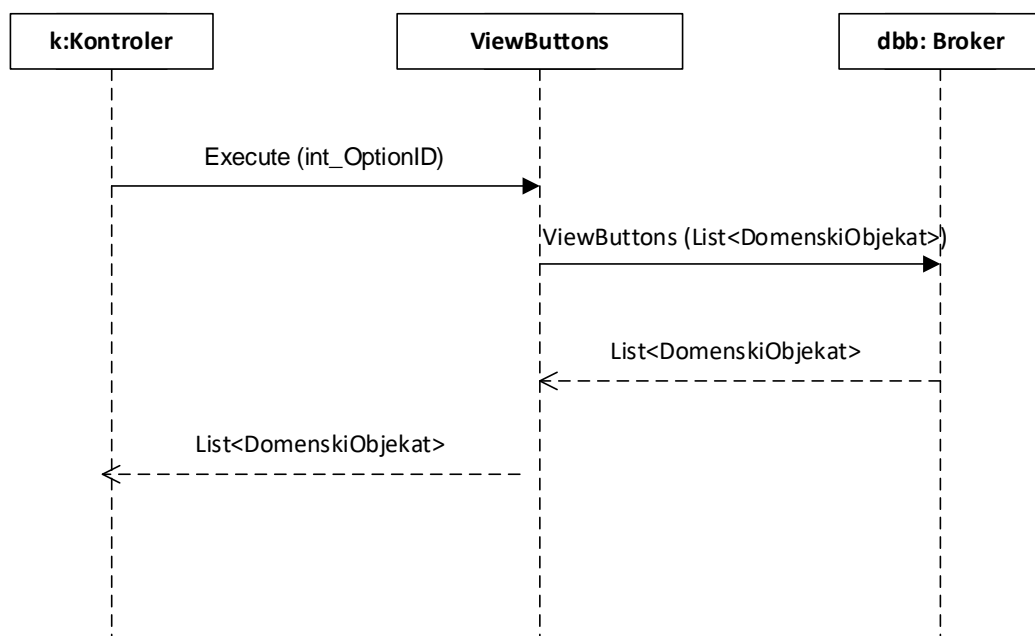 k:Kontroler
ViewButtons
dbb: Broker
Execute (int_OptionID)
ViewButtons (List<DomenskiObjekat>)
List<DomenskiObjekat>
List<DomenskiObjekat>